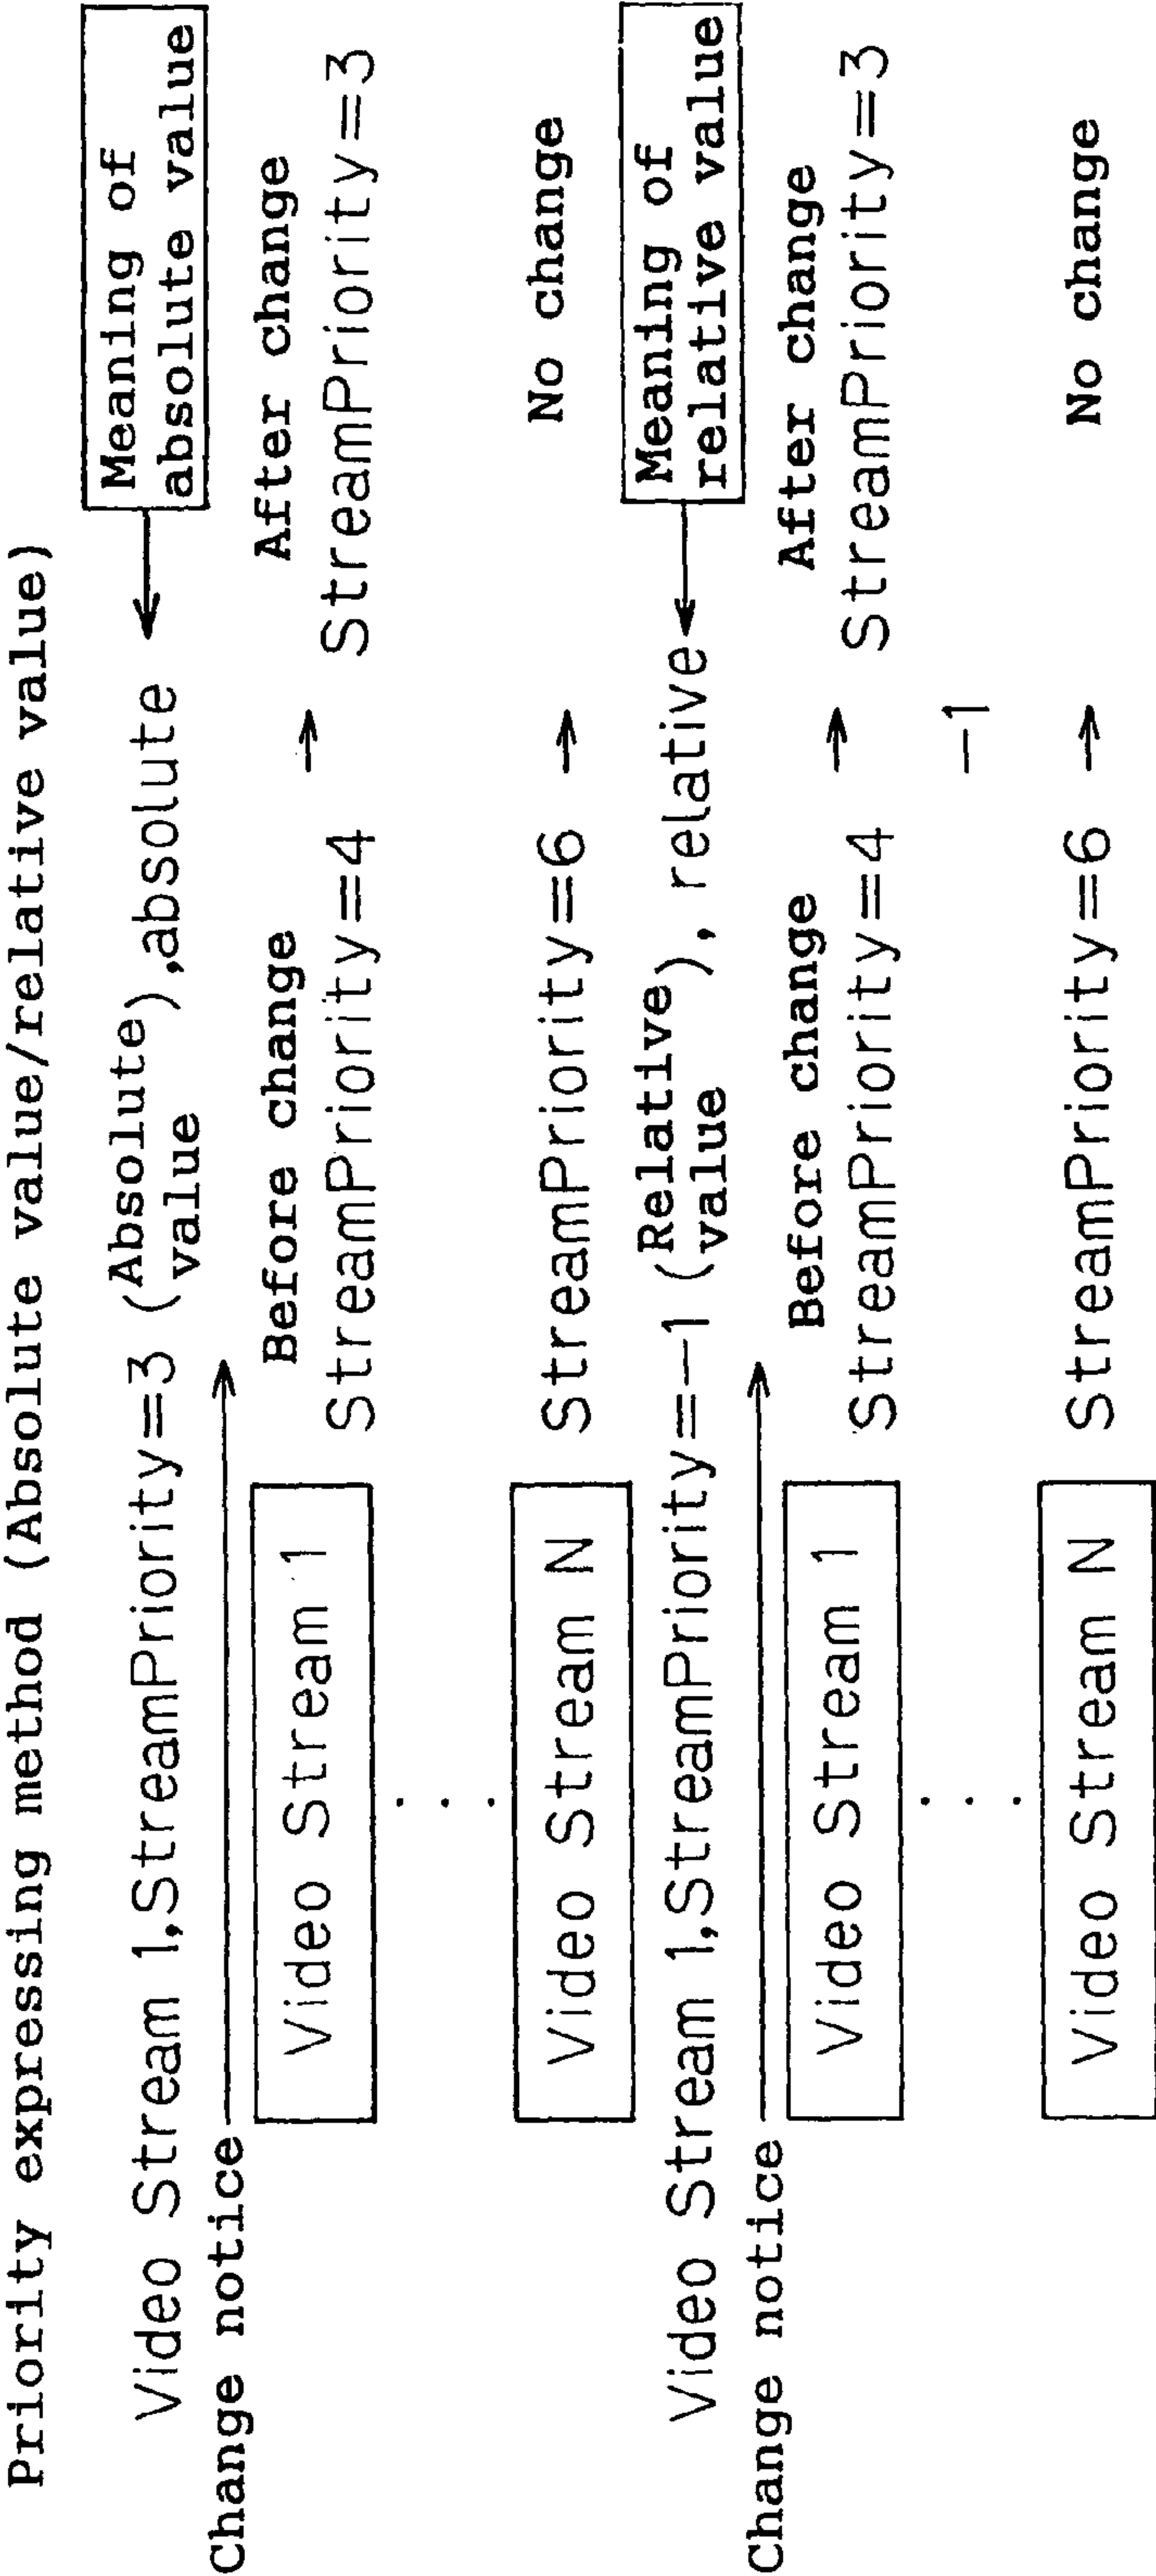 Priority expressing method (Absolute value/relative value)
Video Stream 1,StreamPriority=3 (Absolute value),absolute
Meaning of
absolute value
Change notice
Before change
After change
Video Stream 1
StreamPriority=4 → StreamPriority=3
. . .
Video Stream N
StreamPriority=6 → No change
Video Stream 1,StreamPriority=-1 (Relative value), relative
Meaning of
relative value
Change notice
Before change
After change
Video Stream 1
StreamPriority=4 → StreamPriority=3
-1
. . .
Video Stream N
StreamPriority=6 → No change